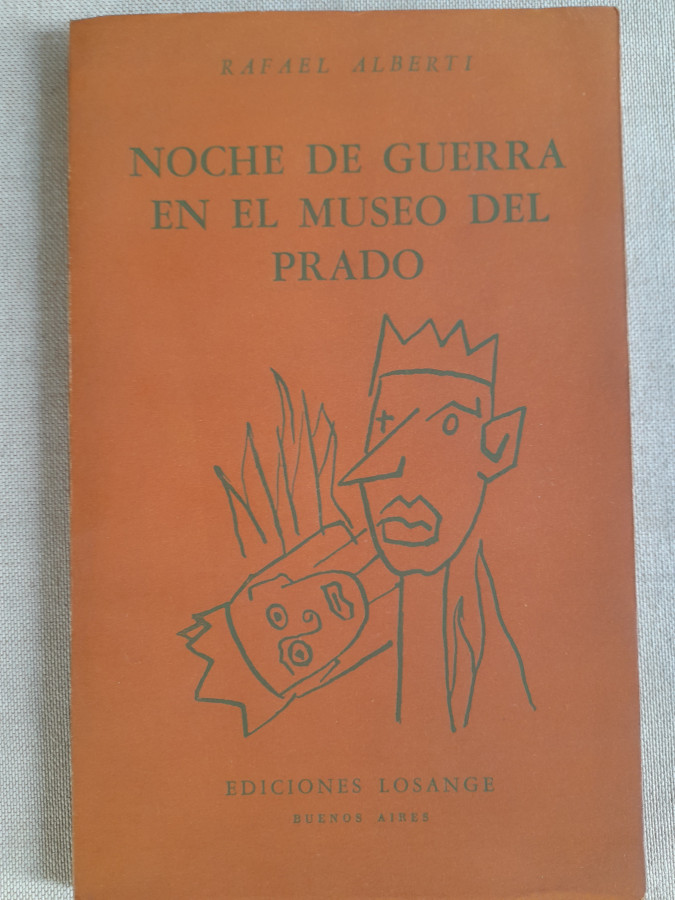 RAFAEL ALBERTI
NOCHE DE GUERRA
EN EL MUSEO DEL
PRADO
EDICIONES LOSANGE
BUENOS AIRES